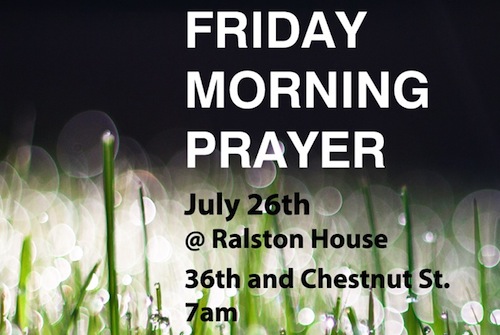 FRIDAY
MORNING
PRAYER
July 26th
@ Ralston House
36th and Chestnut St.
7am